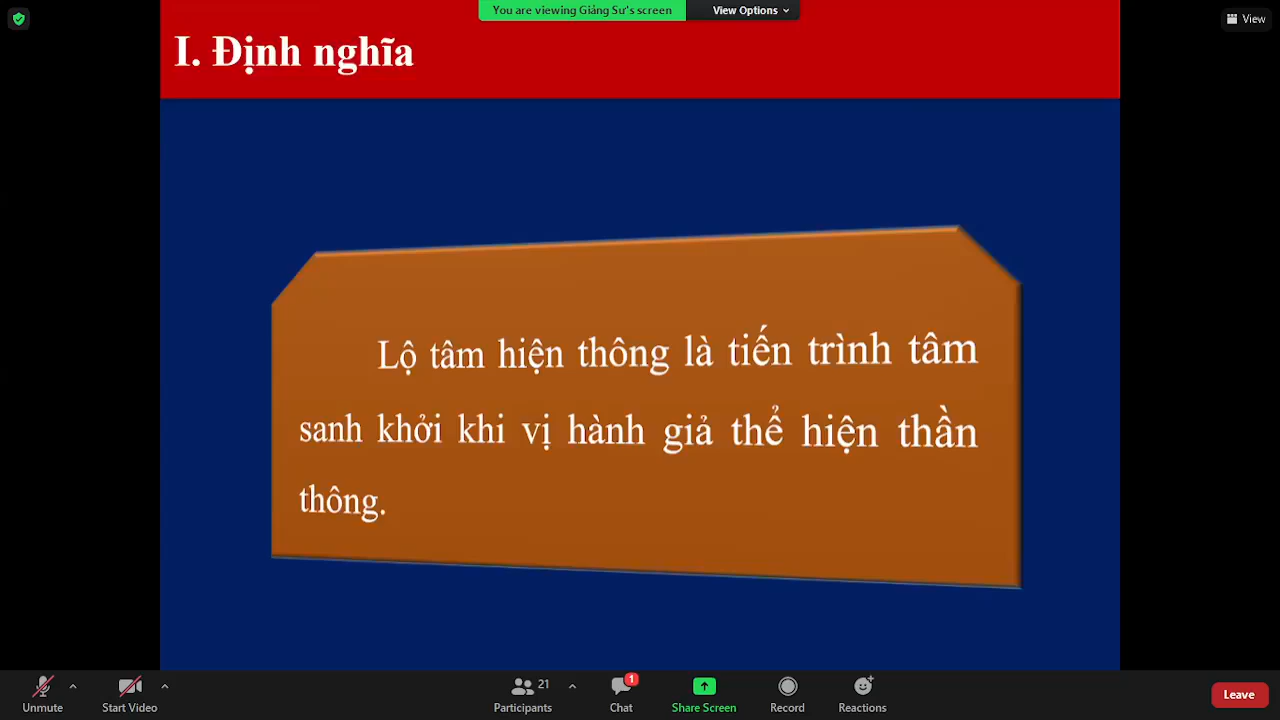 You are viewing Giảng Sư's screen
View Options
View
I. Định nghĩa
Lộ tâm hiện thông là tiến trình tâm
sanh khởi khi vị hành giả thể hiện thần
thông.
Unmute
Start Video
Participants
21
Chat
1
Share Screen
Record
Reactions
Leave